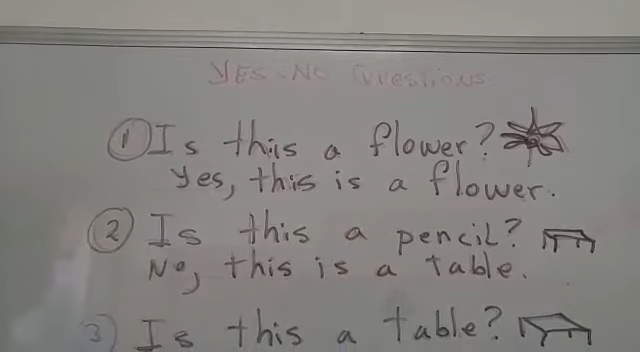 YES-NO Questions
① Is this a flower?
Yes, this is a flower.
② Is this a pencil?
No, this is a table.
3) Is this a table?